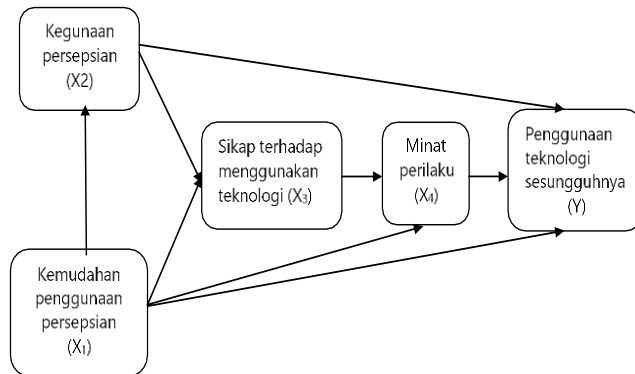 Kegunaan
persepsian
(X2)
Sikap terhadap
menggunakan
teknologi (X₃)
Minat
perilaku
(X₄)
Penggunaan
teknologi
sesungguhnya
(Y)
Kemudahan
penggunaan
persepsian
(X₁)